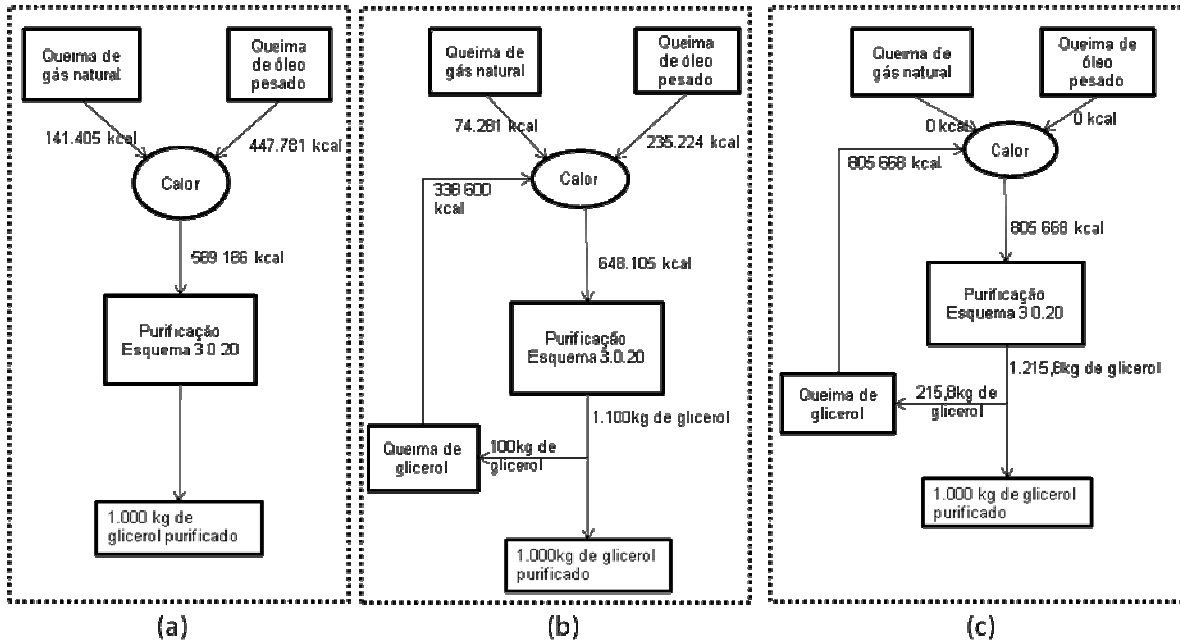 Queima de
gás natural
Queima
de óleo
pesado
141.405 kcal
447.781 kcal
Calor
589 186 kcal
Purificação
Esquema 3.0.20
1.000 kg de
glicerol purificado
(a)
Queima de
gás natural
Queima
de óleo
pesado
74.281 kcal
235.224 kcal
338 600
kcal
Calor
648.105 kcal
Purificação
Esquema 3.0.20
1.100kg de glicerol
100kg de
glicerol
Queima de
glicerol
1.000kg de glicerol
purificado
(b)
Queima de
gás natural
Queima de
óleo
pesado
0 kcal
0 kcal
805 668 kcal
Calor
805 668 kcal
Purificação
Esquema 3 0.20
1.215,8kg de glicerol
215,8kg de
glicerol
Queima de
glicerol
1.000 kg de glicerol
purificado
(c)